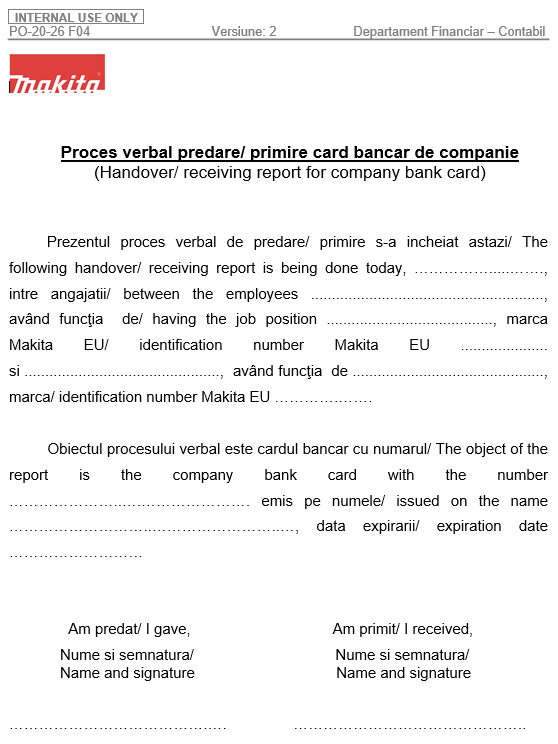 INTERNAL USE ONLY
PO-20-26 F04 Versiune: 2 Departament Financiar – Contabil
makita
Proces verbal predare/ primire card bancar de companie
(Handover/ receiving report for company bank card)
Prezentul proces verbal de predare/ primire s-a incheiat astazi/ The
following handover/ receiving report is being done today, ……………........……,
intre angajatii/ between the employees ........................................................,
având funcţia de/ having the job position ........................................, marca
Makita EU/ identification number Makita EU .....................
si ..............................................., având funcţia de ..............................................,
marca/ identification number Makita EU ………….…….
Obiectul procesului verbal este cardul bancar cu numarul/ The object of the
report is the company bank card with the number
…………………..…..…………………. emis pe numele/ issued on the name
………………………..……………………..…, data expirarii/ expiration date
………………………
Am predat/ I gave, Am primit/ I received,
Nume si semnatura/ Nume si semnatura/
Name and signature Name and signature
…………………………………..…. ……………………………………..